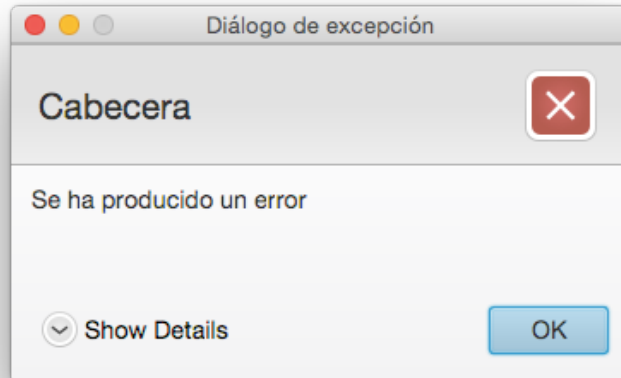 Diálogo de excepción
Cabecera
Se ha producido un error
Show Details
OK